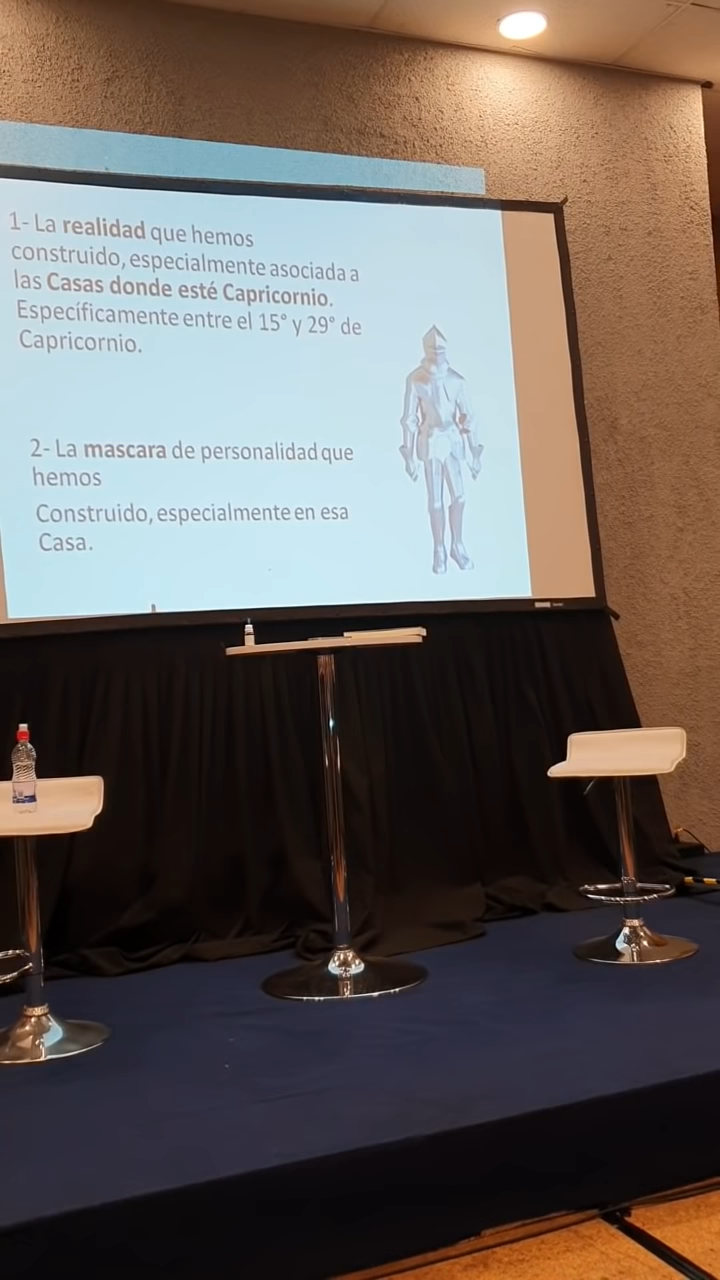 1- La realidad que hemos
construido, especialmente asociada a
las Casas donde esté Capricornio.
Específicamente entre el 15° y 29° de
Capricornio.
2- La mascara de personalidad que
hemos
Construido, especialmente en esa
Casa.